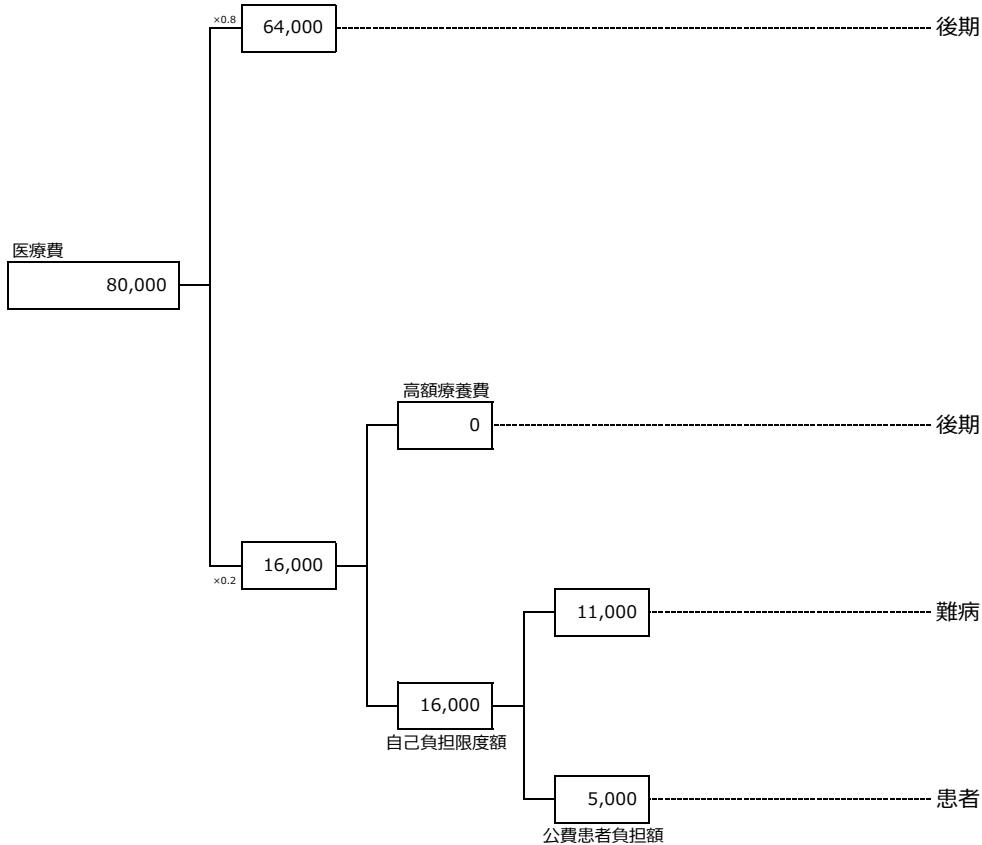 ×0.8
64,000
後期
医療費
80,000
高額療養費
0
後期
16,000
×0.2
11,000
難病
16,000
自己負担限度額
5,000
患者
公費患者負担額